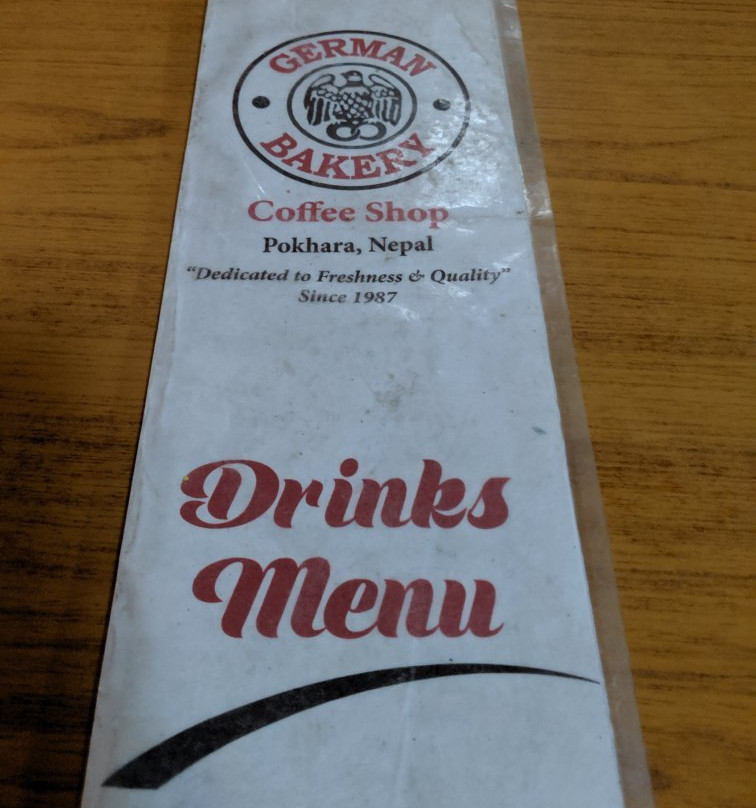 GERMAN
BAKERY
Coffee Shop
Pokhara, Nepal
“Dedicated to Freshness & Quality”
Since 1987
Drinks
Menu